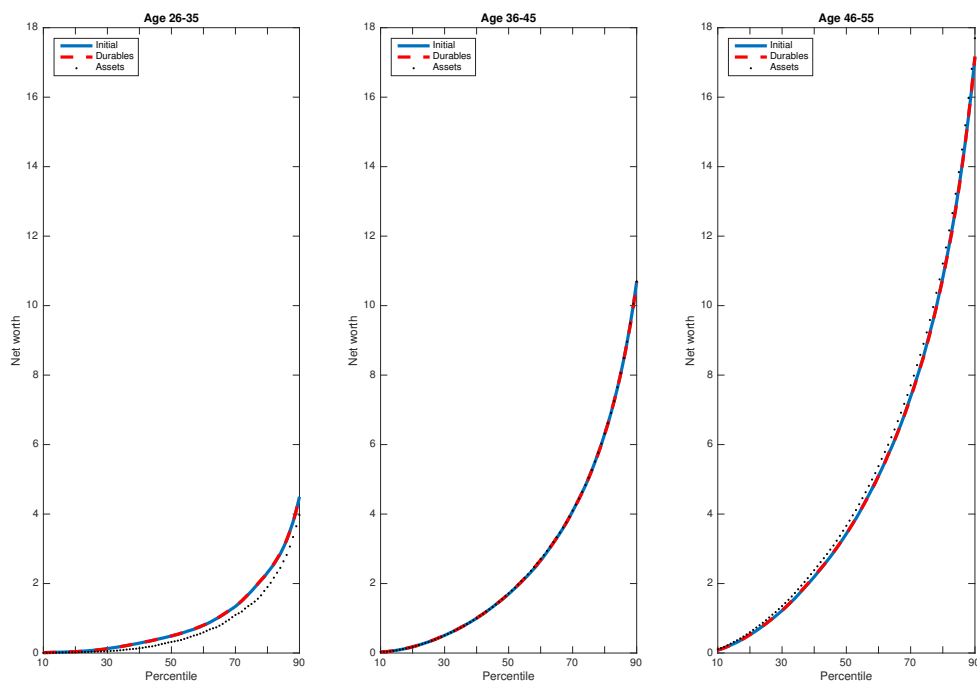 Age 26-35
Initial
Durables
Assets
18
16
14
12
10
8
6
4
2
0
Net worth
10
30
50
70
90
Percentile
Age 36-45
Initial
Durables
Assets
18
16
14
12
10
8
6
4
2
0
Net worth
10
30
50
70
90
Percentile
Age 46-55
Initial
Durables
Assets
18
16
14
12
10
8
6
4
2
0
Net worth
10
30
50
70
90
Percentile